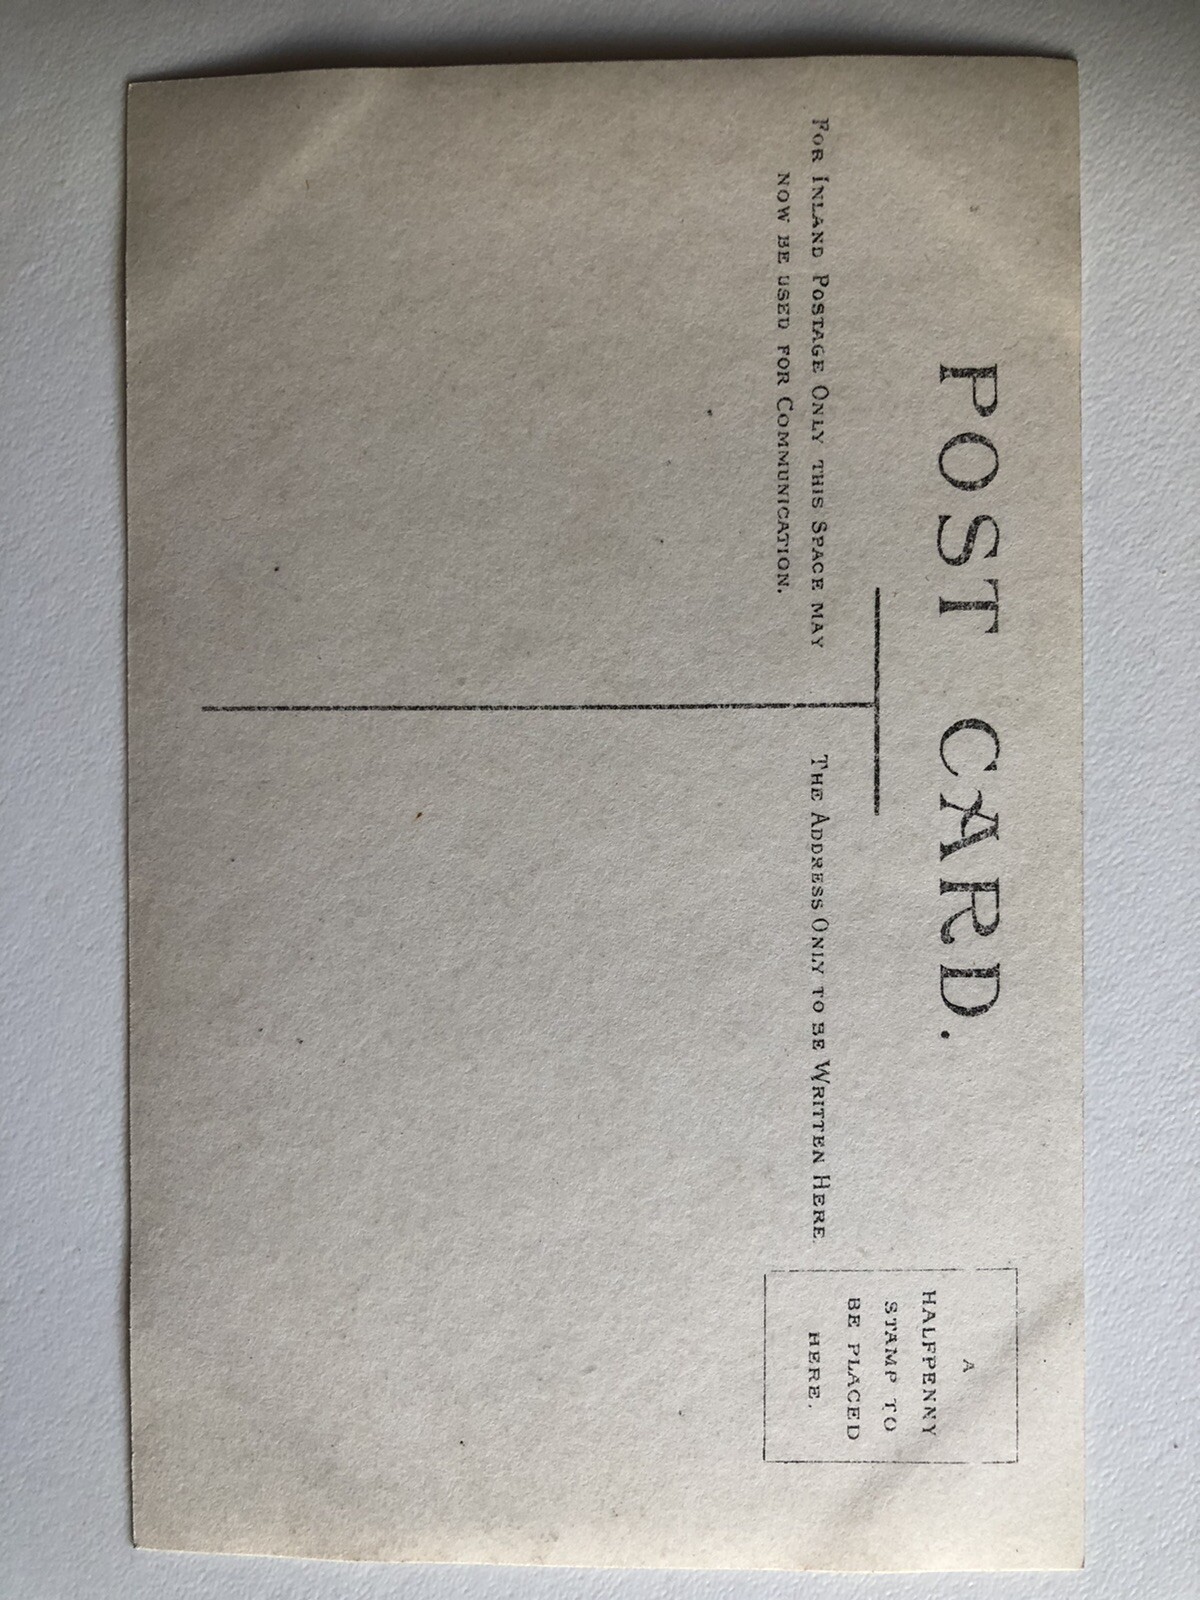 POST CARD.
FOR INLAND POSTAGE ONLY THIS SPACE MAY
NOW BE USED FOR COMMUNICATION.
THE ADDRESS ONLY TO BE WRITTEN HERE.
A
HALFPENNY
STAMP TO
BE PLACED
HERE.